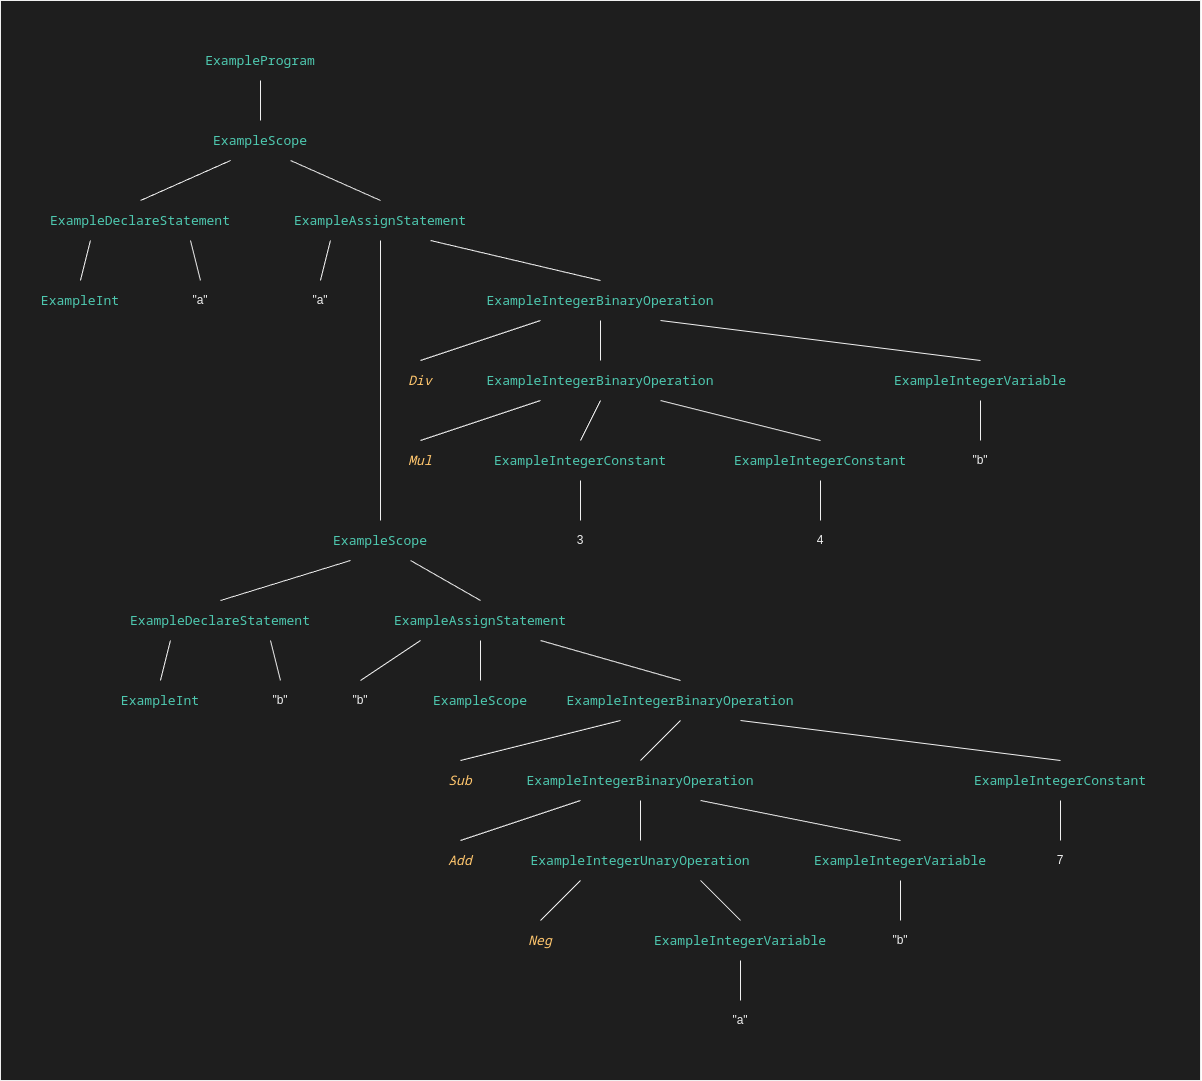 ExampleProgram
ExampleScope
ExampleDeclareStatement ExampleAssignStatement
ExampleInt "a" "a" ExampleIntegerBinaryOperation
Div ExampleIntegerBinaryOperation ExampleIntegerVariable
Mul ExampleIntegerConstant ExampleIntegerConstant "b"
ExampleScope 3 4
ExampleDeclareStatement ExampleAssignStatement
ExampleInt "b" "b" ExampleScope ExampleIntegerBinaryOperation
Sub ExampleIntegerBinaryOperation ExampleIntegerConstant
Add ExampleIntegerUnaryOperation ExampleIntegerVariable 7
Neg ExampleIntegerVariable "b"
"a"